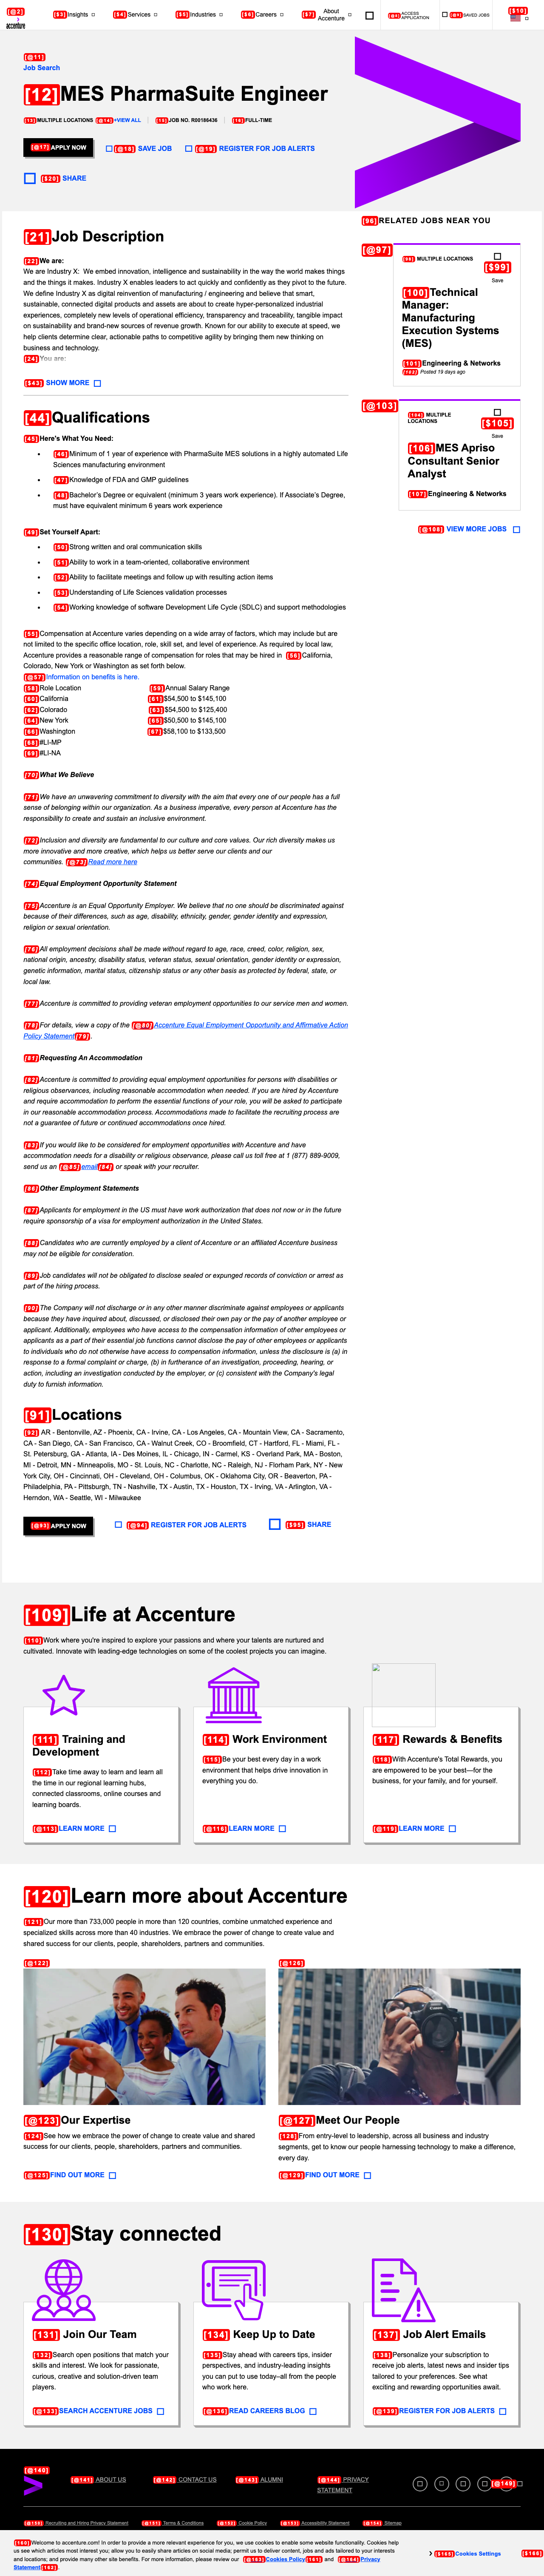 [@2]
accenture
[$3]Insights
[$4]Services
[$5]Industries
[$6]Careers
[$7] About Accenture
[@8] ACCESS APPLICATION
[@9] SAVED JOBS
[$10]
[@11]
Job Search
[12]MES PharmaSuite Engineer
[13]MULTIPLE LOCATIONS [@14]+VIEW ALL
[15]JOB NO. R00186436
[16]FULL-TIME
[@17] APPLY NOW
[@18] SAVE JOB
[@19] REGISTER FOR JOB ALERTS
[$20] SHARE
[21]Job Description
[22]We are:
We are Industry X:  We embed innovation, intelligence and sustainability in the way the world makes things and the things it makes. Industry X enables leaders to act quickly and confidently as they pivot to the future. We define Industry X as digital reinvention of manufacturing / engineering and believe that smart, sustainable, connected digital products and assets are about to create hyper-personalized industrial experiences, completely new levels of operational efficiency, transparency and traceability, tangible impact on sustainability and brand-new sources of revenue growth. Known for our ability to execute at speed, we help clients determine clear, actionable paths to competitive agility by bringing new new thinking on business and technology.
[24]You are:
[$43] SHOW MORE
[44]Qualifications
[45]Here's What You Need:
[46]Minimum of 1 year of experience with PharmaSuite MES solutions in a highly automated Life Sciences manufacturing environment
[47]Knowledge of FDA and GMP guidelines
[48]Bachelor's Degree or equivalent (minimum 3 years work experience). If Associate's Degree, must have equivalent minimum 6 years work experience
[49]Set Yourself Apart:
[50]Strong written and oral communication skills
[51]Ability to work in a team-oriented, collaborative environment
[52]Ability to facilitate meetings and follow up with resulting action items
[53]Understanding of Life Sciences validation processes
[54]Working knowledge of software Development Life Cycle (SDLC) and support methodologies
[55]Compensation at Accenture varies depending on a wide array of factors, which may include but are not limited to the specific office location, role, skill set, and level of experience. As required by local law, Accenture provides a reasonable range of compensation for roles that may be hired in  [56]California, Colorado, New York or Washington as set forth below.
[@57]Information on benefits is here.
[58]Role Location [59]Annual Salary Range
[60]California [61]$54,500 to $145,100
[62]Colorado [63]$54,500 to $125,400
[64]New York [65]$50,500 to $145,100
[66]Washington [67]$58,100 to $133,500
[68]#LI-MP
[69]#LI-NA
[70]What We Believe
[71]We have an unwavering commitment to diversity with the aim that every one of our people has a full sense of belonging within our organization. As a business imperative, every person at Accenture has the responsibility to create and sustain an inclusive environment.
[72]Inclusion and diversity are fundamental to our culture and core values. Our rich diversity makes us more innovative and more creative, which helps us better serve our clients and our communities. [@73]Read more here
[74]Equal Employment Opportunity Statement
[75]Accenture is an Equal Opportunity Employer. We believe that no one should be discriminated against because of their differences, such as age, disability, ethnicity, gender, gender identity and expression, religion or sexual orientation.
[76]All employment decisions shall be made without regard to age, race, creed, color, religion, sex, national origin, ancestry, disability status, veteran status, sexual orientation, gender identity or expression, genetic information, marital status, citizenship status or any other basis as protected by federal, state, or local law.
[77]Accenture is committed to providing veteran employment opportunities to our service men and women.
[78]For details, view a copy of the [@80]Accenture Equal Employment Opportunity and Affirmative Action Policy Statement[79].
[81]Requesting An Accommodation
[82]Accenture is committed to providing equal employment opportunities for persons with disabilities or religious observances, including reasonable accommodation when needed. If you are hired by Accenture and require accommodation to perform the essential functions of your role, you will be asked to participate in our reasonable accommodation process. Accommodations made to facilitate the recruiting process are not a guarantee of future or continued accommodations once hired.
[83]If you would like to be considered for employment opportunities with Accenture and have accommodation needs for a disability or religious observance, please call us toll free at 1 (877) 889-9009, send us an [@85]email[84] or speak with your recruiter.
[86]Other Employment Statements
[87]Applicants for employment in the US must have work authorization that does not now or in the future require sponsorship of a visa for employment authorization in the United States.
[88]Candidates who are currently employed by a client of Accenture or an affiliated Accenture business may not be eligible for consideration.
[89]Job candidates will not be obligated to disclose sealed or expunged records of conviction or arrest as part of the hiring process.
[90]The Company will not discharge or in any other manner discriminate against employees or applicants because they have inquired about, discussed, or disclosed their own pay or the pay of another employee or applicant. Additionally, employees who have access to the compensation information of other employees or applicants as a part of their essential job functions cannot disclose the pay of other employees or applicants to individuals who do not otherwise have access to compensation information, unless the disclosure is (a) in response to a formal complaint or charge, (b) in furtherance of an investigation, proceeding, hearing, or action, including an investigation conducted by the employer, or (c) consistent with the Company's legal duty to furnish information.
[91]Locations
[92] AR - Bentonville, AZ - Phoenix, CA - Irvine, CA - Los Angeles, CA - Mountain View, CA - Sacramento, CA - San Diego, CA - San Francisco, CA - Walnut Creek, CO - Broomfield, CT - Hartford, FL - Miami, FL - St. Petersburg, GA - Atlanta, IA - Des Moines, IL - Chicago, IN - Carmel, KS - Overland Park, MA - Boston, MI - Detroit, MN - Minneapolis, MO - St. Louis, NC - Charlotte, NC - Raleigh, NJ - Florham Park, NY - New York City, OH - Cincinnati, OH - Cleveland, OH - Columbus, OK - Oklahoma City, OR - Beaverton, PA - Philadelphia, PA - Pittsburgh, TN - Nashville, TX - Austin, TX - Houston, TX - Irving, VA - Arlington, VA - Herndon, WA - Seattle, WI - Milwaukee
[@93] APPLY NOW
[@94] REGISTER FOR JOB ALERTS
[$95] SHARE
[96]RELATED JOBS NEAR YOU
[@97]
[98] MULTIPLE LOCATIONS
[$99]
Save
[100]Technical Manager: Manufacturing Execution Systems (MES)
[101]Engineering & Networks
[102] Posted 19 days ago
[@103]
[104] MULTIPLE LOCATIONS
[$105]
Save
[106]MES Apriso Consultant Senior Analyst
[107]Engineering & Networks
[@108] VIEW MORE JOBS
[109]Life at Accenture
[110]Work where you're inspired to explore your passions and where your talents are nurtured and cultivated. Innovate with leading-edge technologies on some of the coolest projects you can imagine.
[111] Training and Development
[112]Take time away to learn and learn all the time in our regional learning hubs, connected classrooms, online courses and learning boards.
[@113]LEARN MORE
[114] Work Environment
[115]Be your best every day in a work environment that helps drive innovation in everything you do.
[@116]LEARN MORE
[117] Rewards & Benefits
[118]With Accenture's Total Rewards, you are empowered to be your best—for the business, for your family, and for yourself.
[@119]LEARN MORE
[120]Learn more about Accenture
[121]Our more than 733,000 people in more than 120 countries, combine unmatched experience and specialized skills across more than 40 industries. We embrace the power of change to create value and shared success for our clients, people, shareholders, partners and communities.
[@122]
[@123]Our Expertise
[124]See how we embrace the power of change to create value and shared success for our clients, people, shareholders, partners and communities.
[@125]FIND OUT MORE
[@126]
[@127]Meet Our People
[128]From entry-level to leadership, across all business and industry segments, get to know our people harnessing technology to make a difference, every day.
[@129]FIND OUT MORE
[130]Stay connected
[131] Join Our Team
[132]Search open positions that match your skills and interest. We look for passionate, curious, creative and solution-driven team players.
[@133]SEARCH ACCENTURE JOBS
[134] Keep Up to Date
[135]Stay ahead with careers tips, insider perspectives, and industry-leading insights you can put to use today–all from the people who work here.
[@136]READ CAREERS BLOG
[137] Job Alert Emails
[138]Personalize your subscription to receive job alerts, latest news and insider tips tailored to your preferences. See what exciting and rewarding opportunities await.
[@139]REGISTER FOR JOB ALERTS
[@140]
[@141] ABOUT US
[@142] CONTACT US
[@143] ALUMNI
[@144] PRIVACY STATEMENT
[@149]
[@150] Recruiting and Hiring Privacy Statement
[@151] Terms & Conditions
[@152] Cookie Policy
[@153] Accessibility Statement
[@154] Sitemap
[160]Welcome to accenture.com! In order to provide a more relevant experience for you, we use cookies to enable some website functionality. Cookies help us see which articles most interest you; allow you to easily share articles on social media; permit us to deliver content, jobs and ads tailored to your interests and locations; and provide many other site benefits. For more information, please review our [@163]Cookies Policy[161] and [@164]Privacy Statement[162].
[$165]Cookies Settings
[$166]